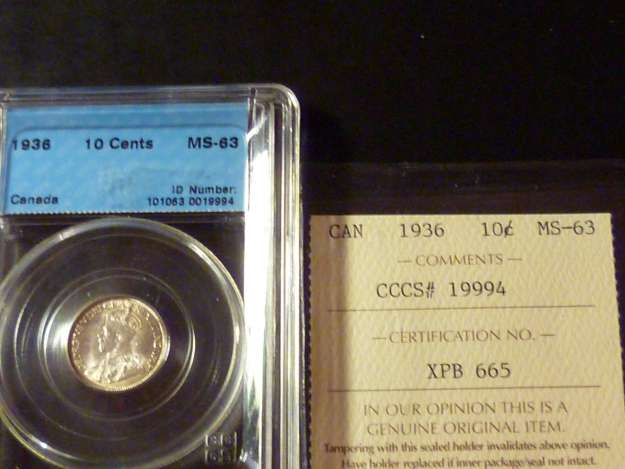 1936 10 Cents MS-63
ID Number:
Canada 101063 0019994
CAN 1936 10¢ MS-63
— COMMENTS —
CCCS# 19994
— CERTIFICATION NO. —
XPB 665
IN OUR OPINION THIS IS A
GENUINE ORIGINAL ITEM.
Tampering with this sealed holder invalidates above opinion.
Have holder replaced if inner package/seal not intact.